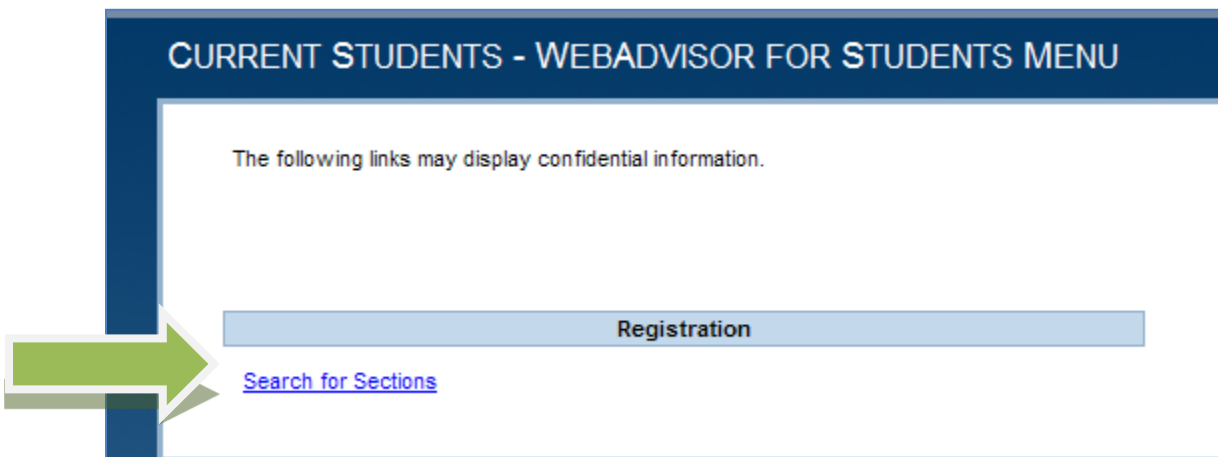 CURRENT STUDENTS - WEBADVISOR FOR STUDENTS MENU
The following links may display confidential information.
Registration
Search for Sections